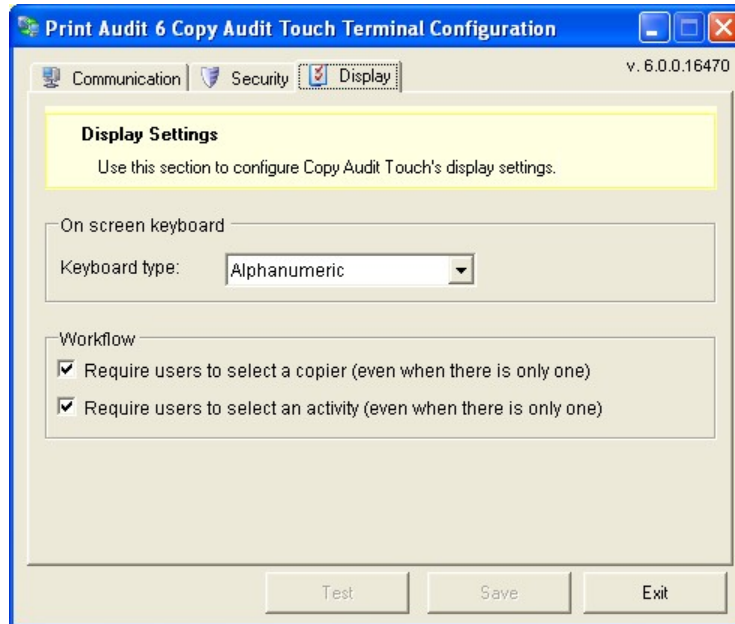 Print Audit 6 Copy Audit Touch Terminal Configuration
Communication Security Display v. 6.0.0.16470
Display Settings
Use this section to configure Copy Audit Touch's display settings.
On screen keyboard
Keyboard type: Alphanumeric
Workflow
Require users to select a copier (even when there is only one)
Require users to select an activity (even when there is only one)
Test Save Exit